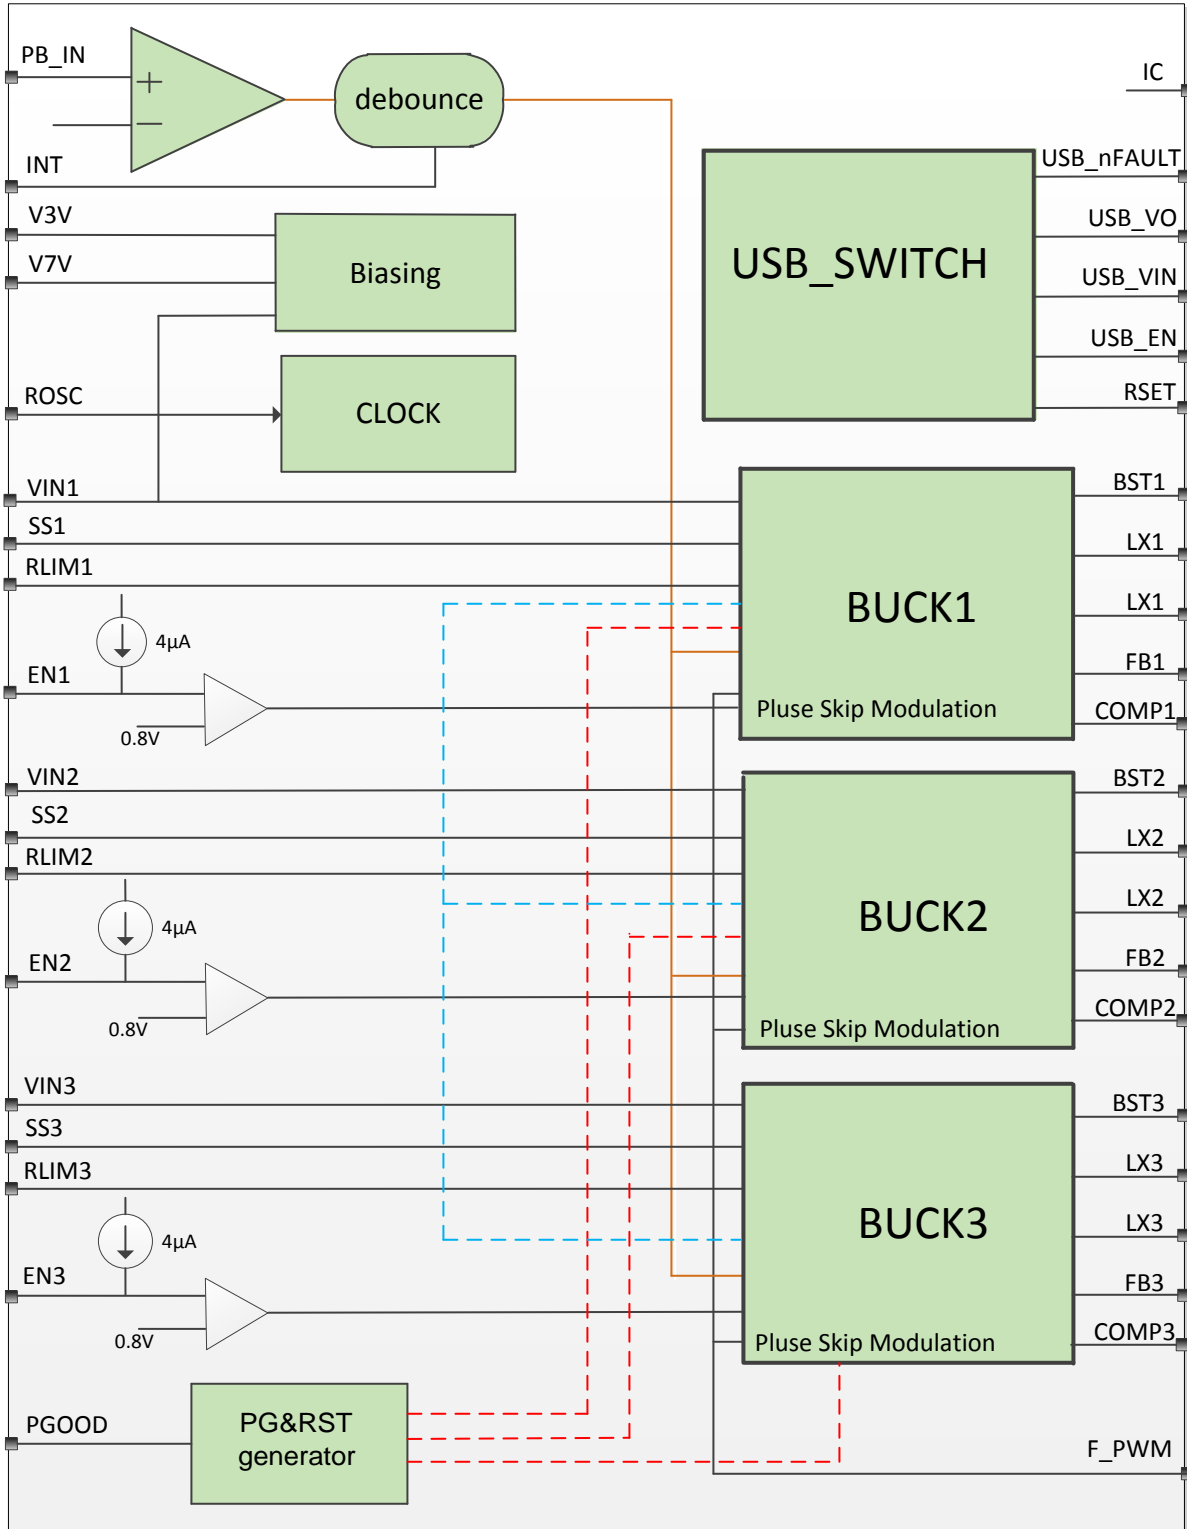 PB_IN
+
−
debounce
IC
INT
USB_nFAULT
V3V
USB_VO
V7V
Biasing
USB_SWITCH
USB_VIN
USB_EN
ROSC
CLOCK
RSET
VIN1
BST1
SS1
LX1
RLIM1
BUCK1
LX1
4µA
EN1
FB1
0.8V
Pluse Skip Modulation
COMP1
VIN2
BST2
SS2
LX2
RLIM2
4µA
BUCK2
LX2
EN2
FB2
0.8V
Pluse Skip Modulation
COMP2
VIN3
BST3
SS3
LX3
RLIM3
4µA
BUCK3
LX3
EN3
FB3
0.8V
Pluse Skip Modulation
COMP3
PGOOD
PG&RST
generator
F_PWM